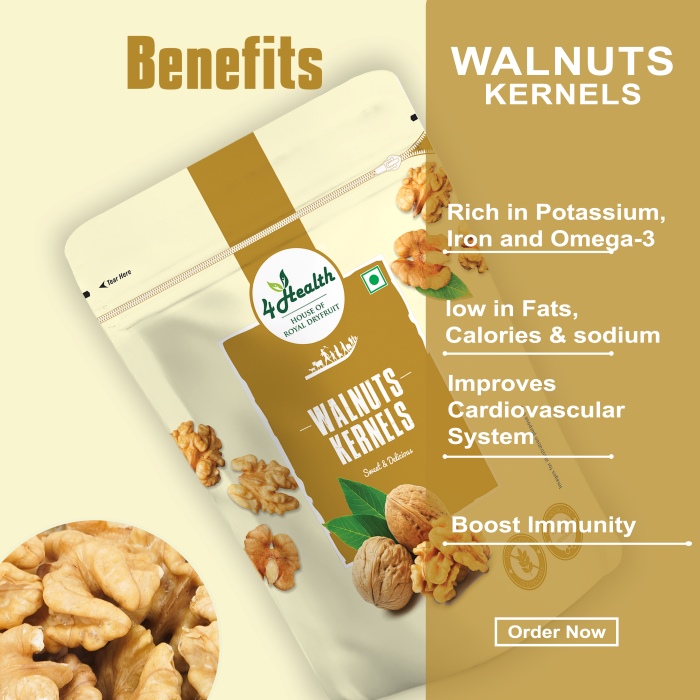 Benefits
WALNUTS
KERNELS
Tear Here
4Health
HOUSE OF
ROYAL DRYFRUIT
WALNUTS
KERNELS
Sweet & Delicious
Rich in Potassium,
Iron and Omega-3
low in Fats,
Calories & sodium
Improves
Cardiovascular
System
Boost Immunity
Order Now